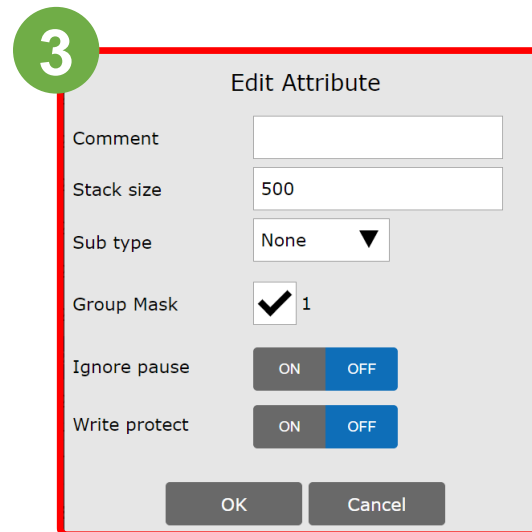 3
Edit Attribute
Comment
Stack size 500
Sub type None
Group Mask 1
Ignore pause ON OFF
Write protect ON OFF
OK Cancel